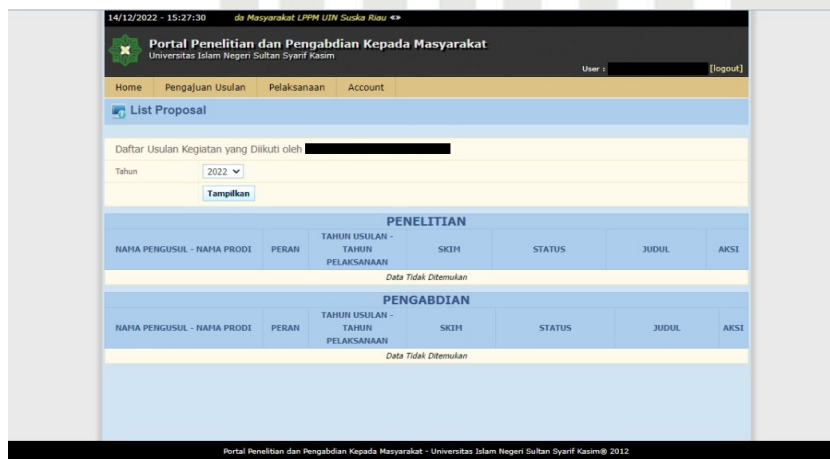 14/12/2022 - 15:27:30 da Masyarakat LPPM UIN Suska Riau <>
Portal Penelitian dan Pengabdian Kepada Masyarakat
Universitas Islam Negeri Sultan Syarif Kasim
User : [logout]
Home Pengajuan Usulan Pelaksanaan Account
List Proposal
Daftar Usulan Kegiatan yang Diikuti oleh
Tahun 2022
Tampilkan
PENELITIAN
NAMA PENGUSUL - NAMA PRODI PERAN TAHUN USULAN - TAHUN PELAKSANAAN SKIM STATUS JUDUL AKSI
Data Tidak Ditemukan
PENGABDIAN
NAMA PENGUSUL - NAMA PRODI PERAN TAHUN USULAN - TAHUN PELAKSANAAN SKIM STATUS JUDUL AKSI
Data Tidak Ditemukan
Portal Penelitian dan Pengabdian Kepada Masyarakat - Universitas Islam Negeri Sultan Syarif Kasim® 2012